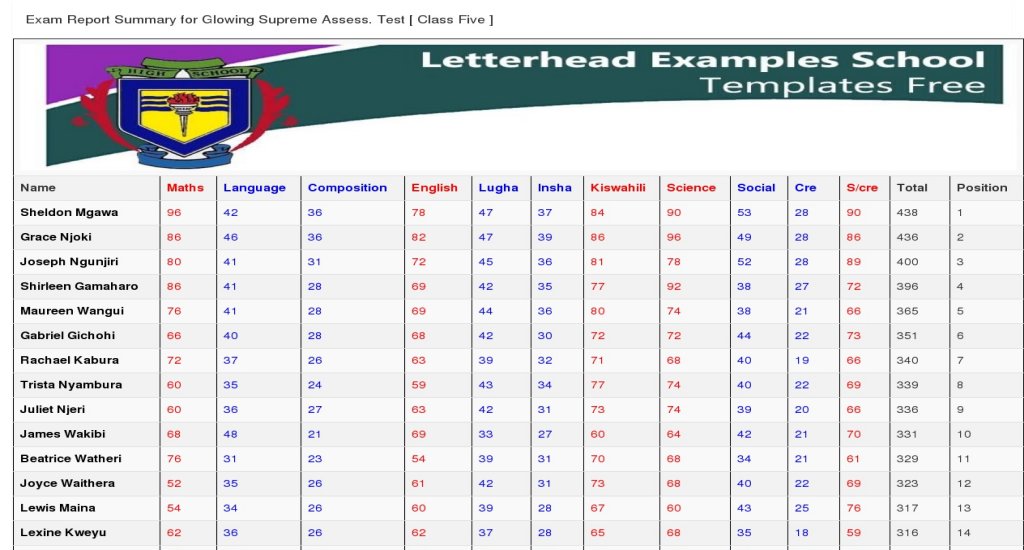 Exam Report Summary for Glowing Supreme Assess. Test [ Class Five ]
Letterhead Examples School
Templates Free
HIGH SCHOOL
Name Maths Language Composition English Lugha Insha Kiswahili Science Social Cre S/cre Total Position
Sheldon Mgawa 96 42 36 78 47 37 84 90 53 28 90 438 1
Grace Njoki 86 46 36 82 47 39 86 96 49 28 86 436 2
Joseph Ngunjiri 80 41 31 72 45 36 81 78 52 28 89 400 3
Shirleen Gamaharo 86 41 28 69 42 35 77 92 38 27 72 396 4
Maureen Wangui 76 41 28 69 44 36 80 74 38 21 66 365 5
Gabriel Gichohi 66 40 28 68 42 30 72 72 44 22 73 351 6
Rachael Kabura 72 37 26 63 39 32 71 68 40 19 66 340 7
Trista Nyambura 60 35 24 59 43 34 77 74 40 22 69 339 8
Juliet Njeri 60 36 27 63 42 31 73 74 39 20 66 336 9
James Wakibi 68 48 21 69 33 27 60 64 42 21 70 331 10
Beatrice Watheri 76 31 23 54 39 31 70 68 34 21 61 329 11
Joyce Waithera 52 35 26 61 42 31 73 68 40 22 69 323 12
Lewis Maina 54 34 26 60 39 28 67 60 43 25 76 317 13
Lexine Kweyu 62 36 26 62 37 28 65 68 35 18 59 316 14